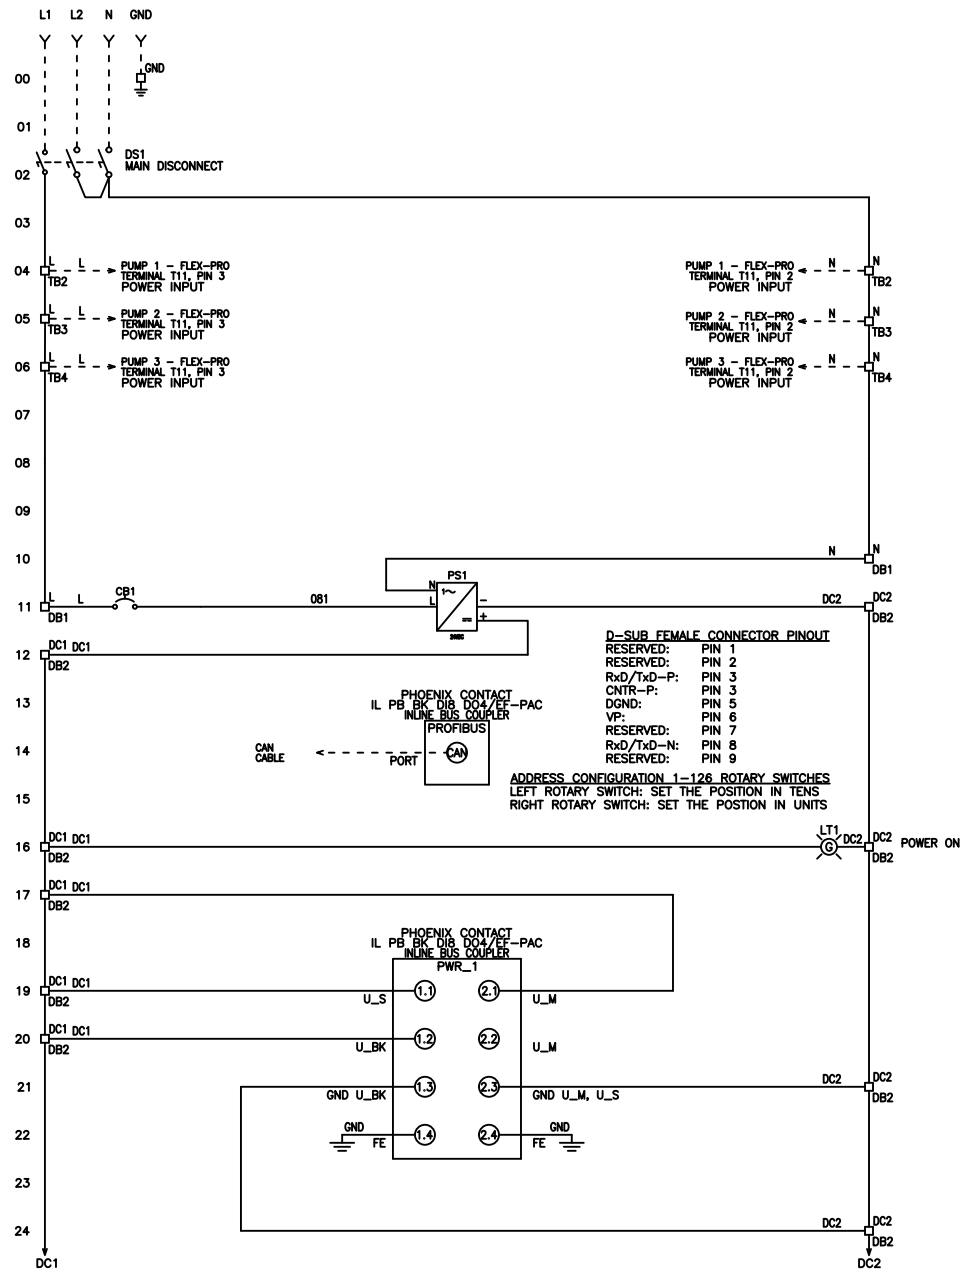 L1 L2 N GND
00 GND
01
DS1
MAIN DISCONNECT
02
03
04 L L PUMP 1 - FLEX-PRO
TERMINAL T11, PIN 3
POWER INPUT
TB2
PUMP 1 - FLEX-PRO N N
TERMINAL T11, PIN 2
POWER INPUT
TB2
05 L L PUMP 2 - FLEX-PRO
TERMINAL T11, PIN 3
POWER INPUT
TB3
PUMP 2 - FLEX-PRO N N
TERMINAL T11, PIN 2
POWER INPUT
TB3
06 L L PUMP 3 - FLEX-PRO
TERMINAL T11, PIN 3
POWER INPUT
TB4
PUMP 3 - FLEX-PRO N N
TERMINAL T11, PIN 2
POWER INPUT
TB4
07
08
09
10 N N
DB1
PS1
N 1~
11 L L CB1 081 L - DC2 DC2
DB1 = + DB2
12 DC1 DC1
DB2
D-SUB FEMALE CONNECTOR PINOUT
RESERVED: PIN 1
RESERVED: PIN 2
RxD/TxD-P: PIN 3
CNTR-P: PIN 3
DGND: PIN 5
VP: PIN 6
RESERVED: PIN 7
RxD/TxD-N: PIN 8
RESERVED: PIN 9
13 PHOENIX CONTACT
IL PB BK DI8 DO4/EF-PAC
INLINE BUS COUPLER
PROFIBUS
14 CAN
CABLE
PORT CAN
ADDRESS CONFIGURATION 1-126 ROTARY SWITCHES
LEFT ROTARY SWITCH: SET THE POSITION IN TENS
RIGHT ROTARY SWITCH: SET THE POSTION IN UNITS
15
16 DC1 DC1 LT1 G DC2 DC2 POWER ON
DB2 DB2
17 DC1 DC1
DB2
18 PHOENIX CONTACT
IL PB BK DI8 DO4/EF-PAC
INLINE BUS COUPLER
PWR_1
19 DC1 DC1 U_S 1.1 2.1 U_M
DB2
20 DC1 DC1 U_BK 1.2 2.2 U_M
DB2
21 GND U_BK 1.3 2.3 GND U_M, U_S DC2 DC2
DB2
22 GND FE 1.4 2.4 FE GND
23
24 DC2 DC2
DB2
DC1 DC2